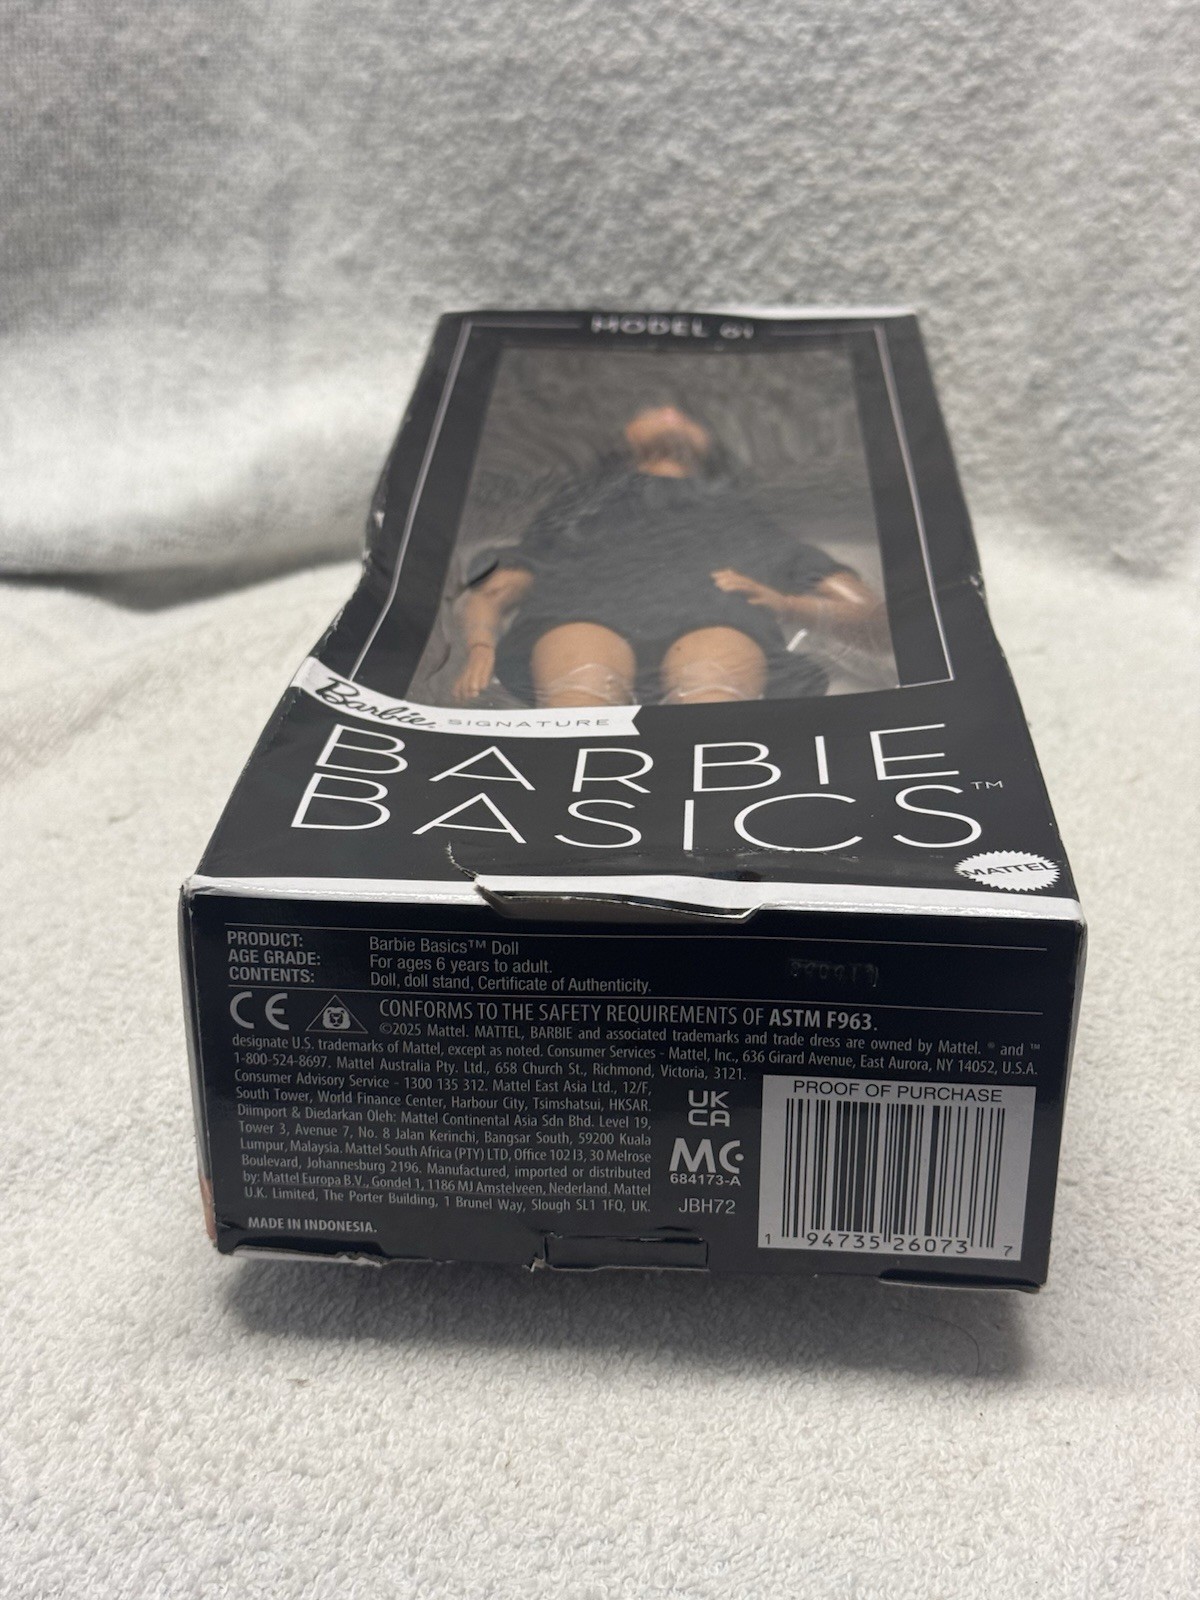 MODEL 01
Barbie. SIGNATURE
BARBIE
BASICS™
MATTEL
PRODUCT: Barbie Basics™ Doll
AGE GRADE: For ages 6 years to adult.
CONTENTS: Doll, doll stand, Certificate of Authenticity.
CE CONFORMS TO THE SAFETY REQUIREMENTS OF ASTM F963.
©2025 Mattel. MATTEL, BARBIE and associated trademarks and trade dress are owned by Mattel. ® and ™
designate U.S. trademarks of Mattel, except as noted. Consumer Services - Mattel, Inc., 636 Girard Avenue, East Aurora, NY 14052, U.S.A.
1-800-524-8697. Mattel Australia Pty. Ltd., 658 Church St., Richmond, Victoria, 3121.
Consumer Advisory Service - 1300 135 312. Mattel East Asia Ltd., 12/F,
South Tower, World Finance Center, Harbour City, Tsimshatsui, HKSAR.
Diimport & Diedarkan Oleh: Mattel Continental Asia Sdn Bhd. Level 19,
Tower 3, Avenue 7, No. 8 Jalan Kerinchi, Bangsar South, 59200 Kuala
Lumpur, Malaysia. Mattel South Africa (PTY) LTD, Office 102 I3, 30 Melrose
Boulevard, Johannesburg 2196. Manufactured, imported or distributed
by: Mattel Europa B.V., Gondel 1, 1186 MJ Amstelveen, Nederland. Mattel
U.K. Limited, The Porter Building, 1 Brunel Way, Slough SL1 1FQ, UK.
MADE IN INDONESIA.
UK
CA
MC
684173-A
JBH72
PROOF OF PURCHASE
1 94735 26073 7